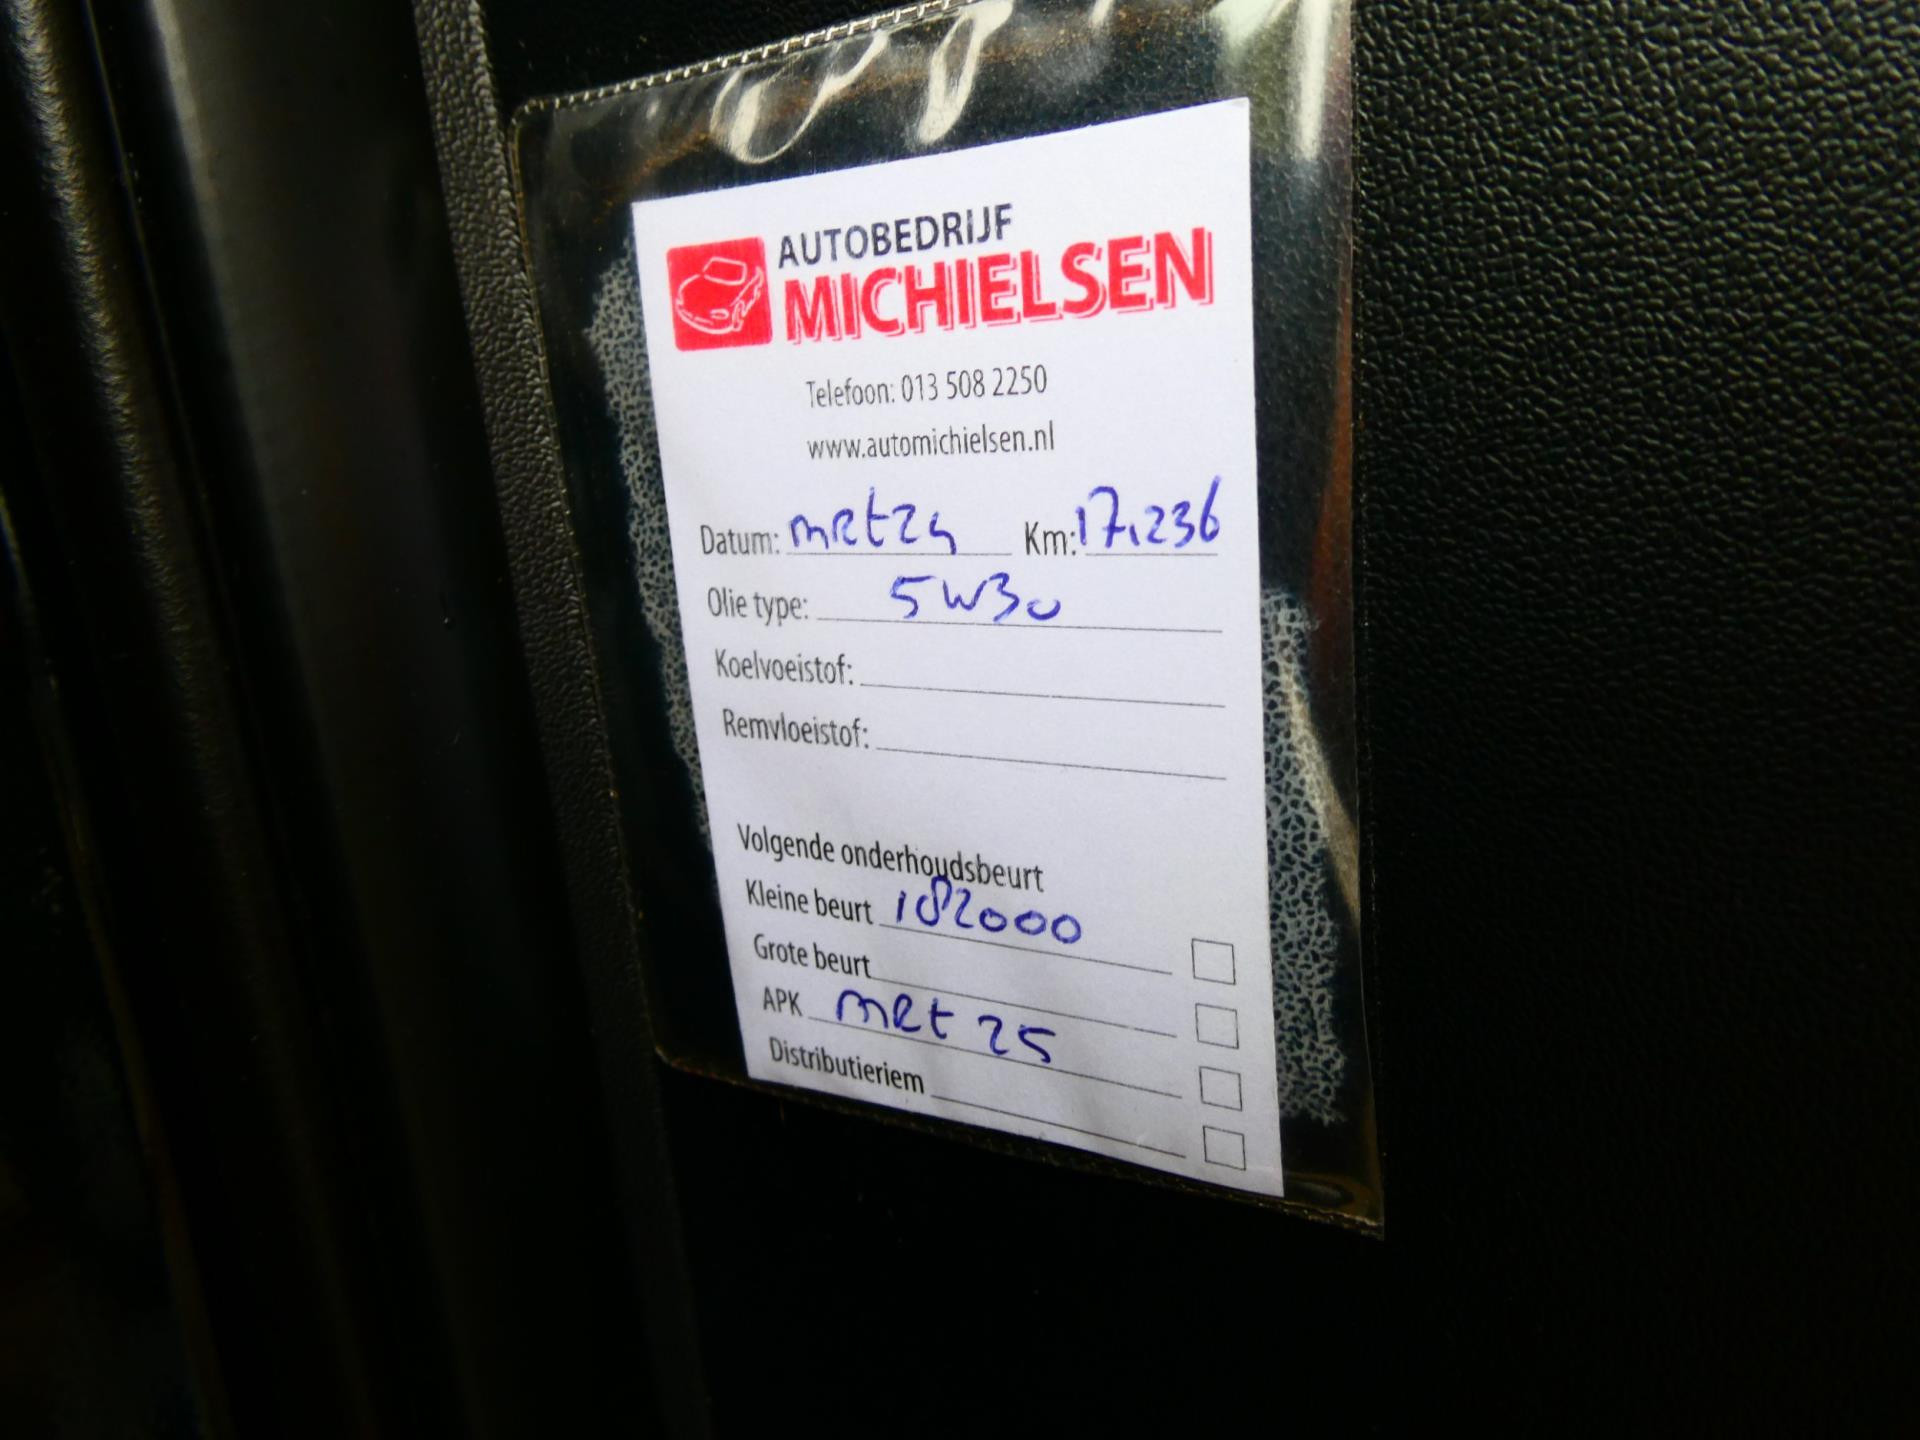 AUTOBEDRIJF
MICHIELSEN
Telefoon: 013 508 2250
www.automichielsen.nl
Datum: MRT24 Km: 171236
Olie type: 5W30
Koelvoeistof:
Remvloeistof:
Volgende onderhoudsbeurt
Kleine beurt 182000
Grote beurt
APK MRT 25
Distributieriem